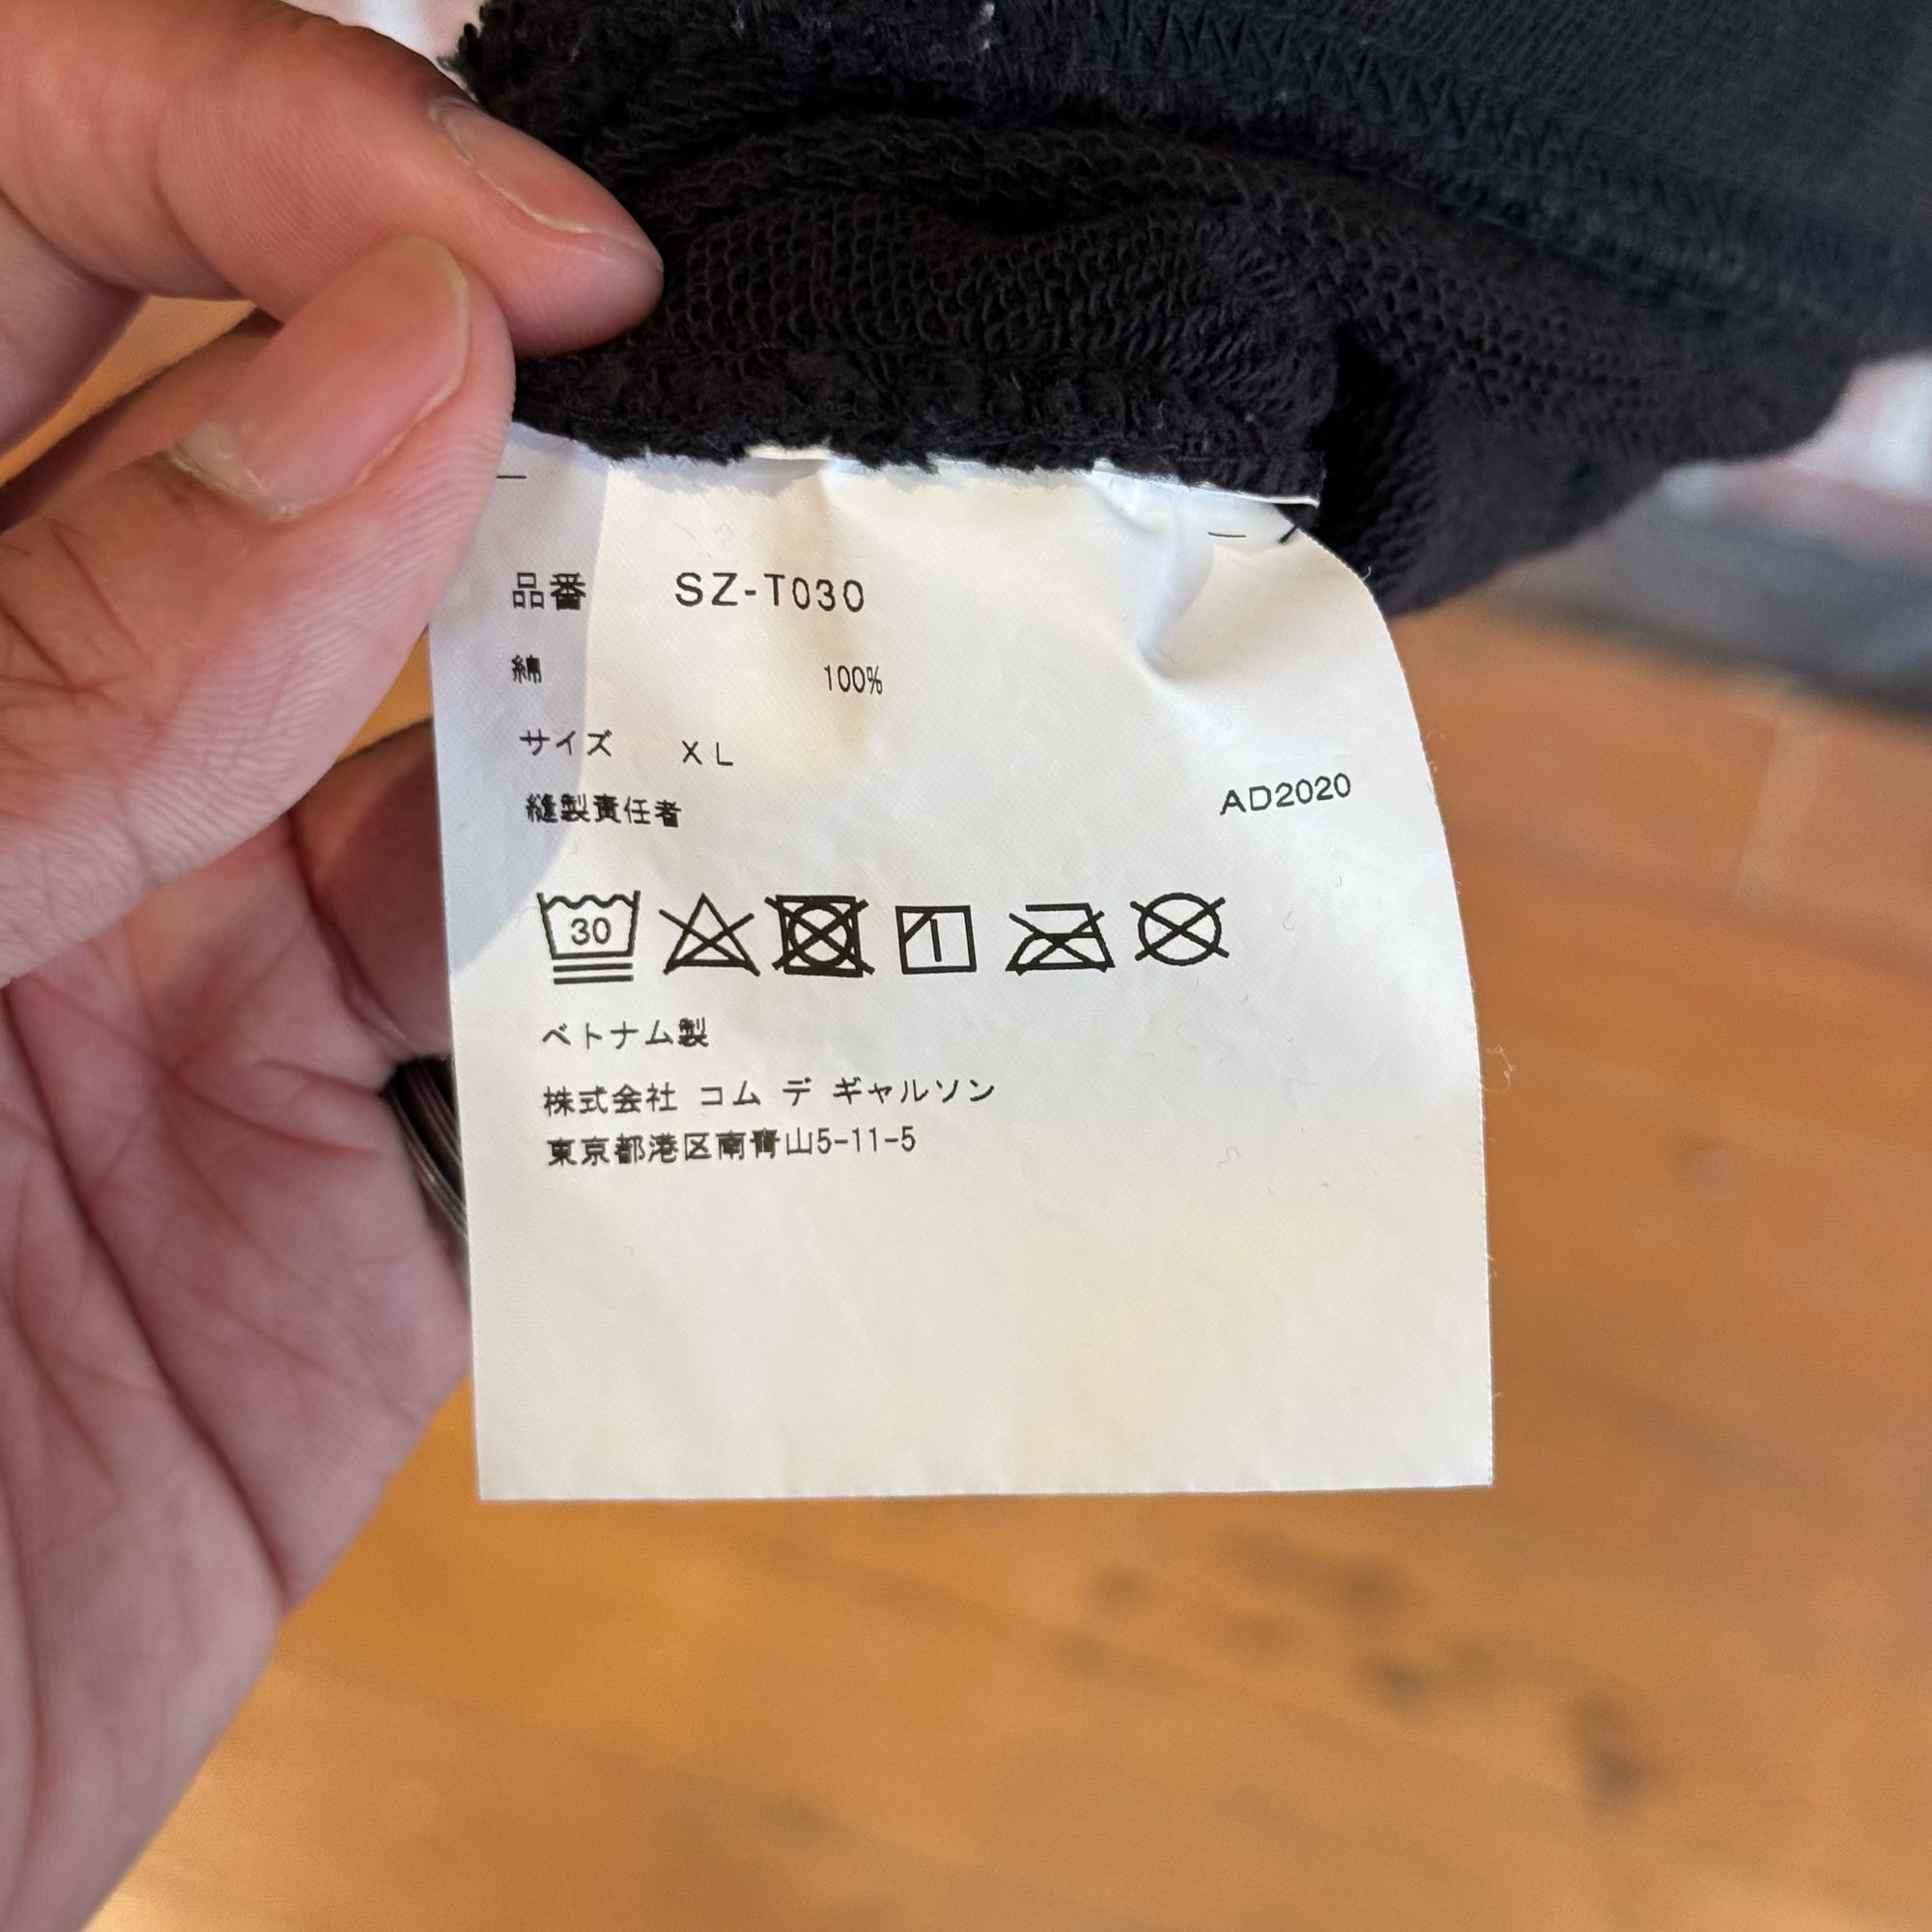 品番 SZ-T030
綿 100%
サイズ XL
縫製責任者 AD2020
30
ベトナム製
株式会社 コム デ ギャルソン
東京都港区南青山5-11-5